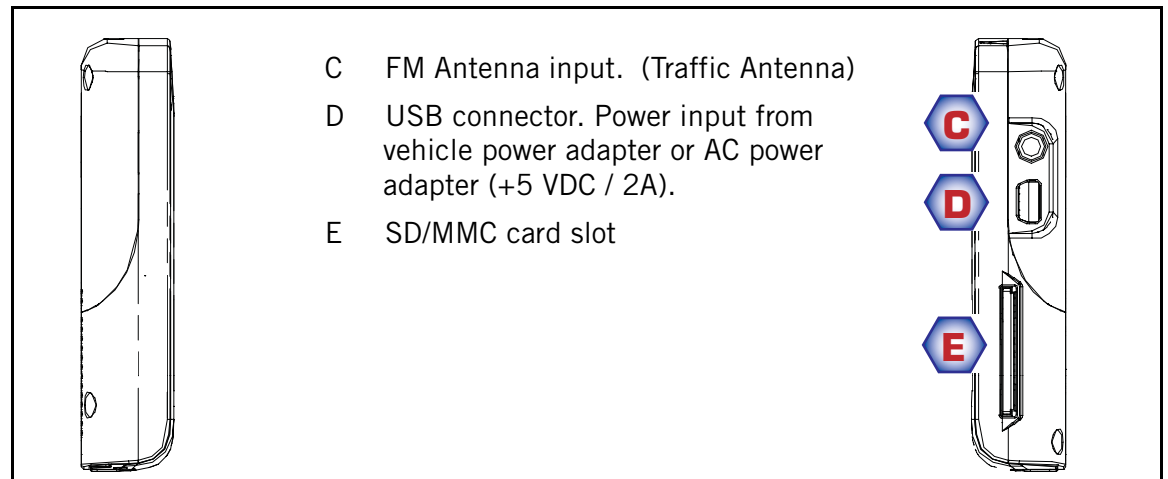 C FM Antenna input. (Traffic Antenna)
D USB connector. Power input from
vehicle power adapter or AC power
adapter (+5 VDC / 2A).
E SD/MMC card slot
C
D
E